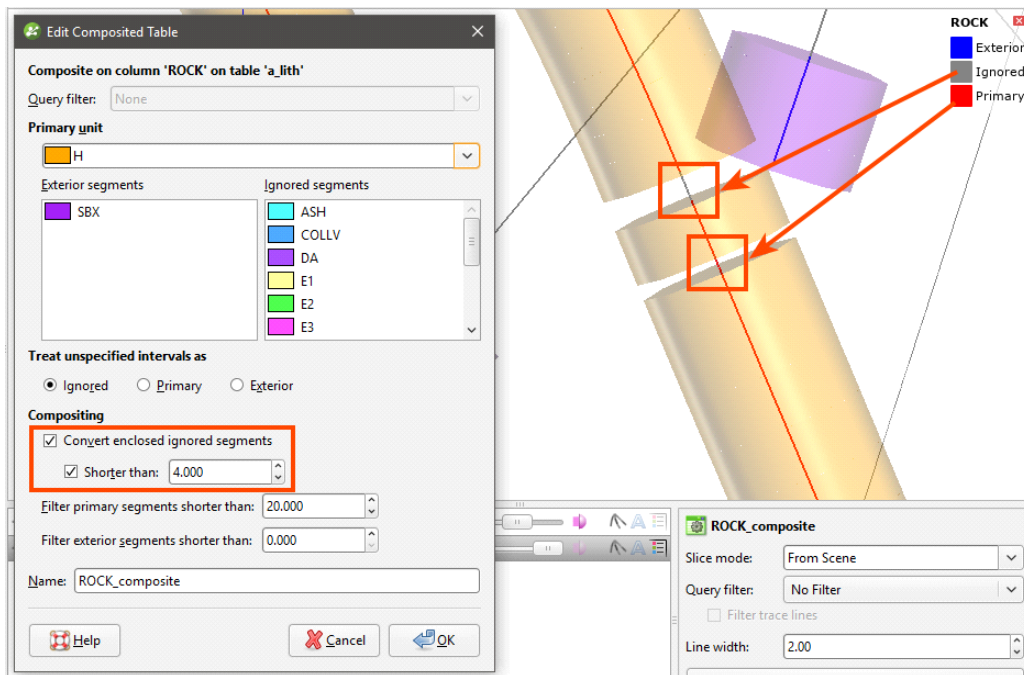 Edit Composited Table
Composite on column 'ROCK' on table 'a_lith'
Query filter: None
Primary unit
H
Exterior segments Ignored segments
SBX
ASH
COLLV
DA
E1
E2
E3
Treat unspecified intervals as
Ignored Primary Exterior
Compositing
Convert enclosed ignored segments
Shorter than: 4.000
Filter primary segments shorter than: 20.000
Filter exterior segments shorter than: 0.000
Name: ROCK_composite
Help Cancel OK
ROCK
Exterior
Ignored
Primary
ROCK_composite
Slice mode: From Scene
Query filter: No Filter
Filter trace lines
Line width: 2.00